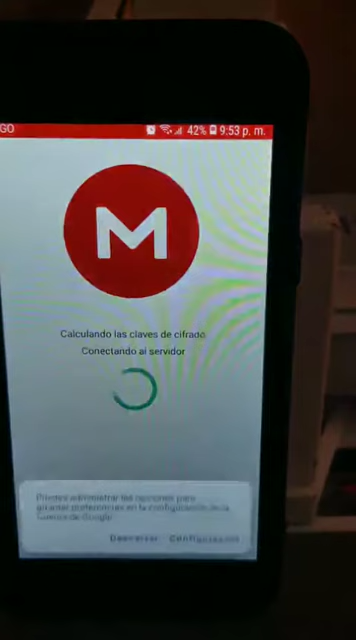 GO 42% 9:53 p. m.
M
Calculando las claves de cifrado
Conectando al servidor
Puedes administrar las opciones para
guardar preferencias en la configuración de la
Cuenta de Google.
Descartar Configuración